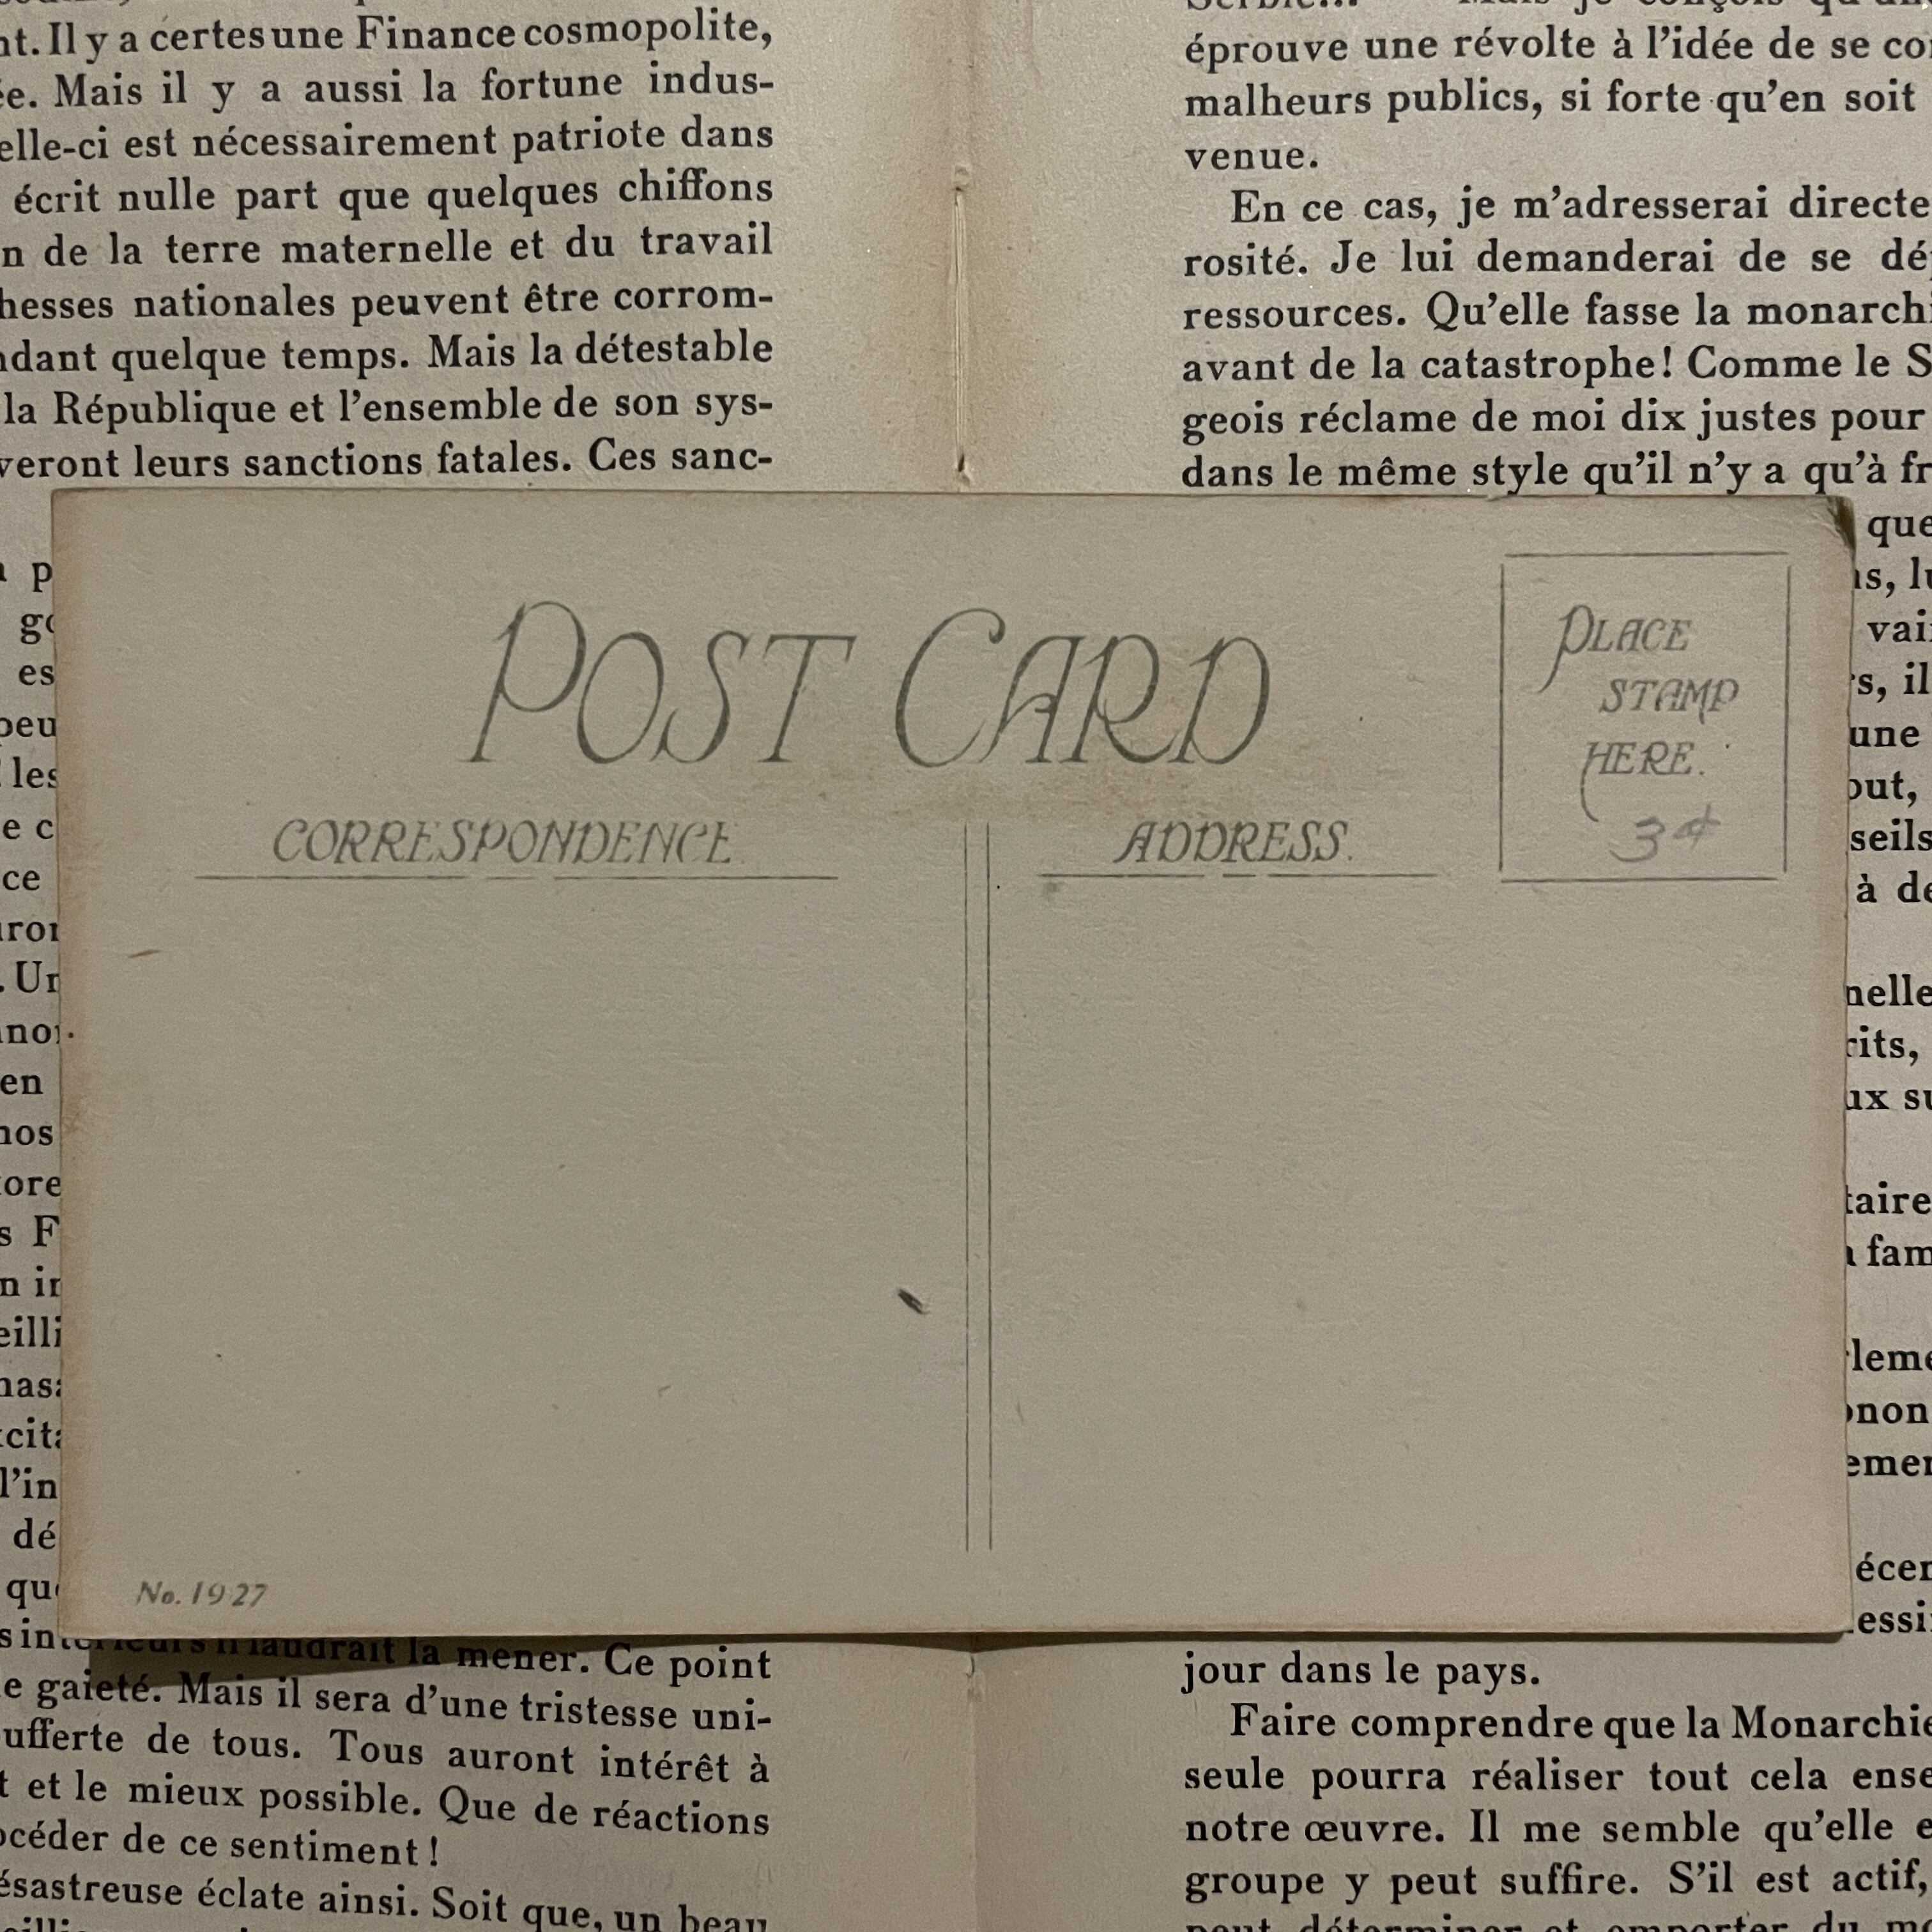 nt. Il y a certes une Finance cosmopolite,
ée. Mais il y a aussi la fortune indus-
elle-ci est nécessairement patriote dans
écrit nulle part que quelques chiffons
n de la terre maternelle et du travail
hesses nationales peuvent être corrom-
ndant quelque temps. Mais la détestable
la République et l'ensemble de son sys-
veront leurs sanctions fatales. Ces sanc-
POST CARD
CORRESPONDENCE
ADDRESS.
PLACE
STAMP
HERE.
3¢
No. 1927
mener. Ce point
e gaieté. Mais il sera d'une tristesse uni-
ufferte de tous. Tous auront intérêt à
t et le mieux possible. Que de réactions
océder de ce sentiment !
ésastreuse éclate ainsi. Soit que, un beau
éprouve une révolte à l'idée de se co
malheurs publics, si forte qu'en soit
venue.
En ce cas, je m'adresserai directe
rosité. Je lui demanderai de se dé
ressources. Qu'elle fasse la monarchi
avant de la catastrophe ! Comme le S
geois réclame de moi dix justes pour
dans le même style qu'il n'y a qu'à fr
que
une
à de
jour dans le pays.
Faire comprendre que la Monarchie
seule pourra réaliser tout cela ense
notre œuvre. Il me semble qu'elle e
groupe y peut suffire. S'il est actif,